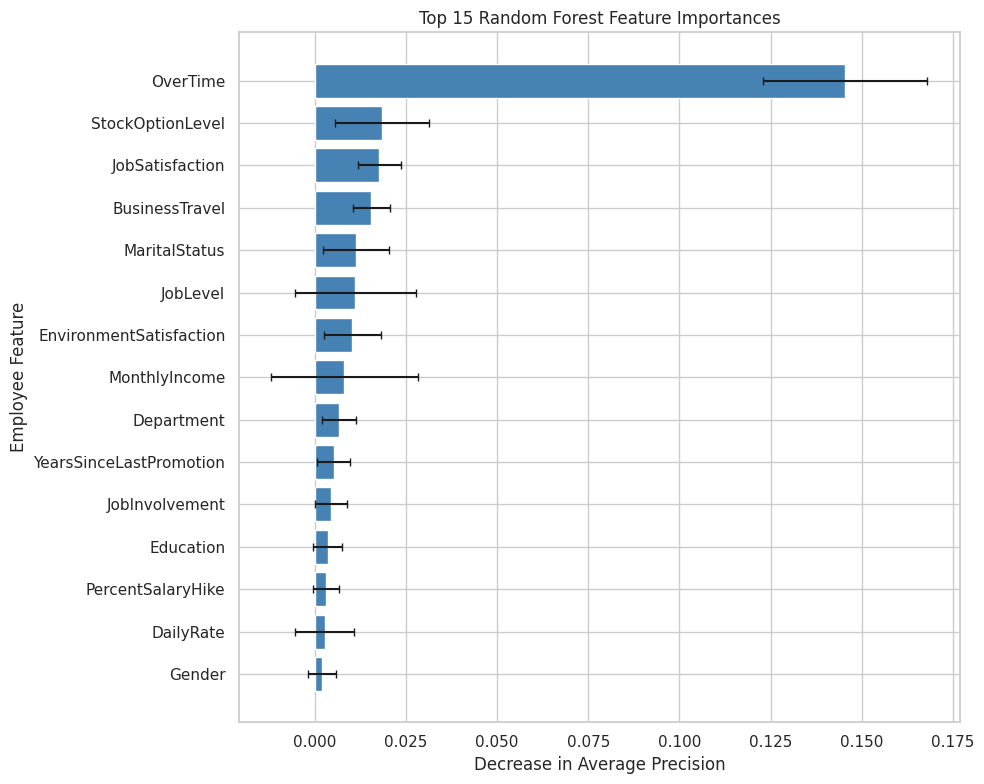 Top 15 Random Forest Feature Importances
Employee Feature
OverTime
StockOptionLevel
JobSatisfaction
BusinessTravel
MaritalStatus
JobLevel
EnvironmentSatisfaction
MonthlyIncome
Department
YearsSinceLastPromotion
JobInvolvement
Education
PercentSalaryHike
DailyRate
Gender
0.000 0.025 0.050 0.075 0.100 0.125 0.150 0.175
Decrease in Average Precision